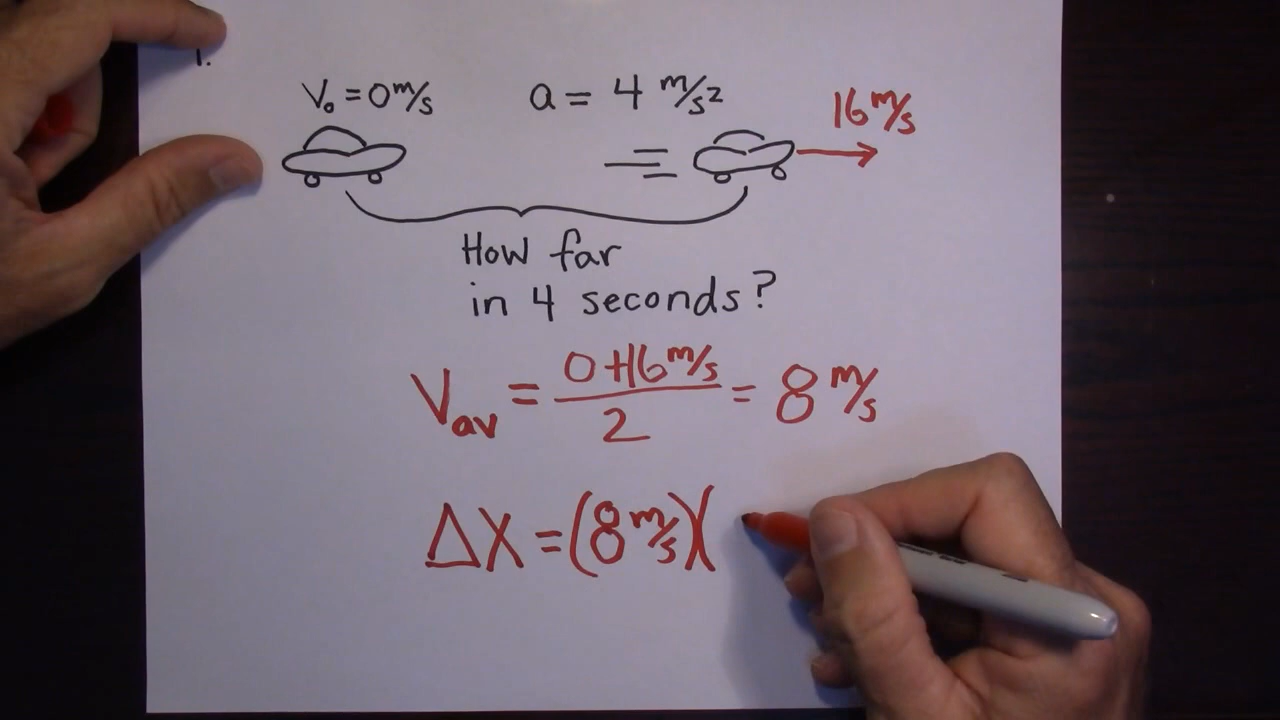 1.
V₀ = 0 m/s a = 4 m/s² 16 m/s
How far
in 4 seconds?
Vav = (0+16 m/s)/2 = 8 m/s
ΔX = (8 m/s)(